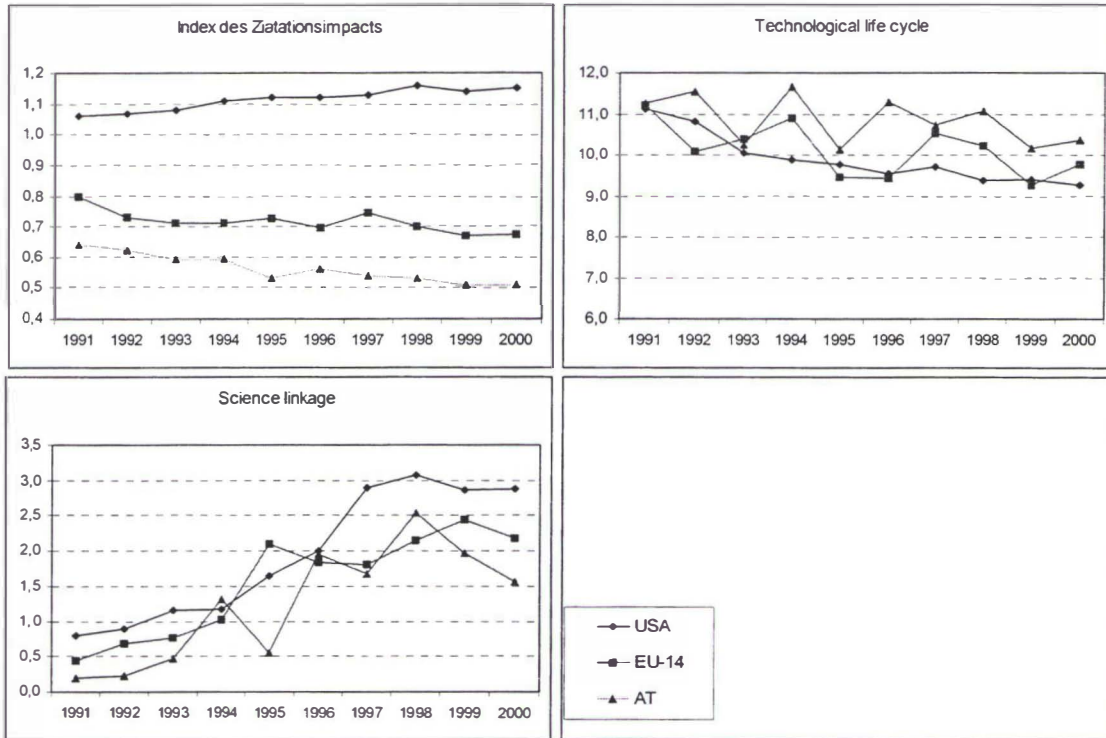 Index des Ziatationsimpacts
1,2
1,1
1,0
0,9
0,8
0,7
0,6
0,5
0,4
1991 1992 1993 1994 1995 1996 1997 1998 1999 2000
Technological life cycle
12,0
11,0
10,0
9,0
8,0
7,0
6,0
1991 1992 1993 1994 1995 1996 1997 1998 1999 2000
Science linkage
3,5
3,0
2,5
2,0
1,5
1,0
0,5
0,0
1991 1992 1993 1994 1995 1996 1997 1998 1999 2000
USA
EU-14
AT